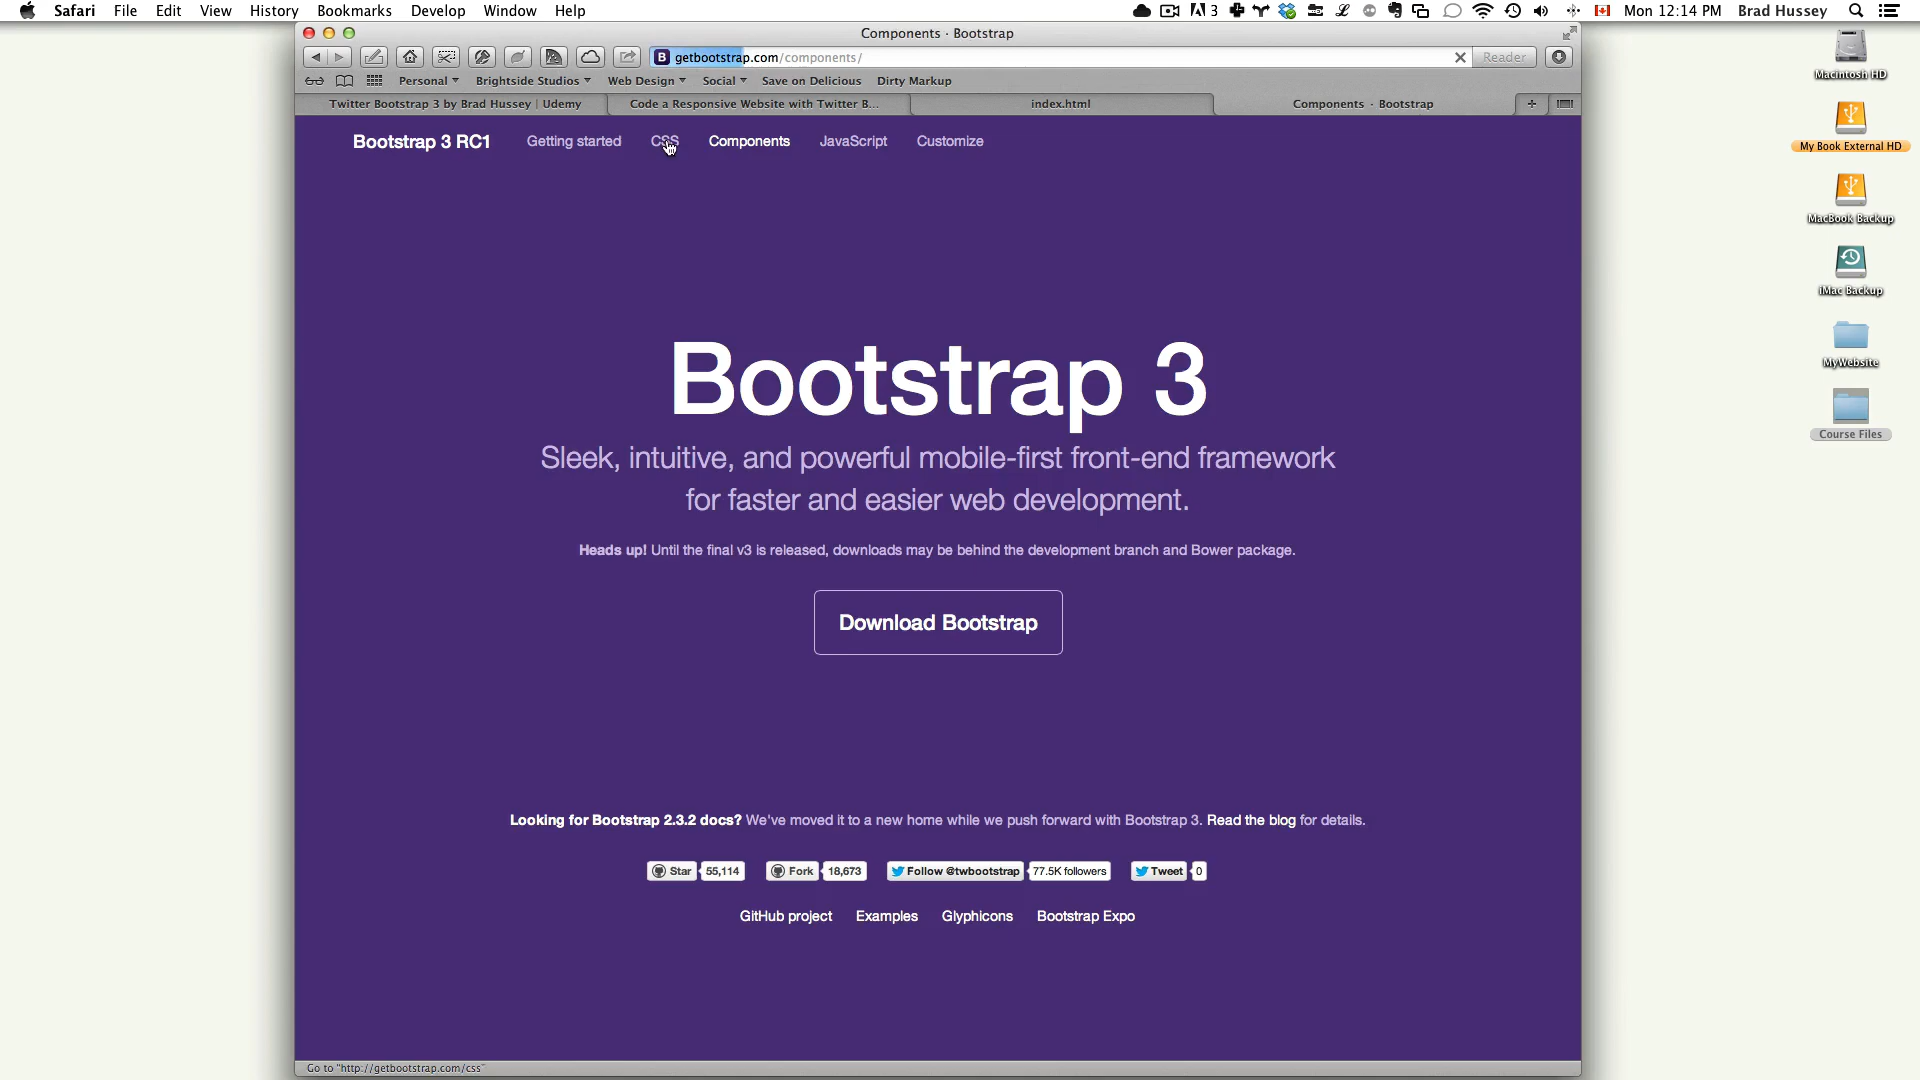 Safari File Edit View History Bookmarks Develop Window Help 3 Mon 12:14 PM Brad Hussey
Components · Bootstrap
B getbootstrap.com/components/ Reader
Personal Brightside Studios Web Design Social Save on Delicious Dirty Markup
Twitter Bootstrap 3 by Brad Hussey | Udemy Code a Responsive Website with Twitter B... index.html Components · Bootstrap
Bootstrap 3 RC1 Getting started CSS Components JavaScript Customize
Bootstrap 3
Sleek, intuitive, and powerful mobile-first front-end framework
for faster and easier web development.
Heads up! Until the final v3 is released, downloads may be behind the development branch and Bower package.
Download Bootstrap
Looking for Bootstrap 2.3.2 docs? We've moved it to a new home while we push forward with Bootstrap 3. Read the blog for details.
Star 55,114 Fork 18,673 Follow @twbootstrap 77.5K followers Tweet 0
GitHub project Examples Glyphicons Bootstrap Expo
Go to "http://getbootstrap.com/css"
Macintosh HD
My Book External HD
MacBook Backup
iMac Backup
MyWebsite
Course Files